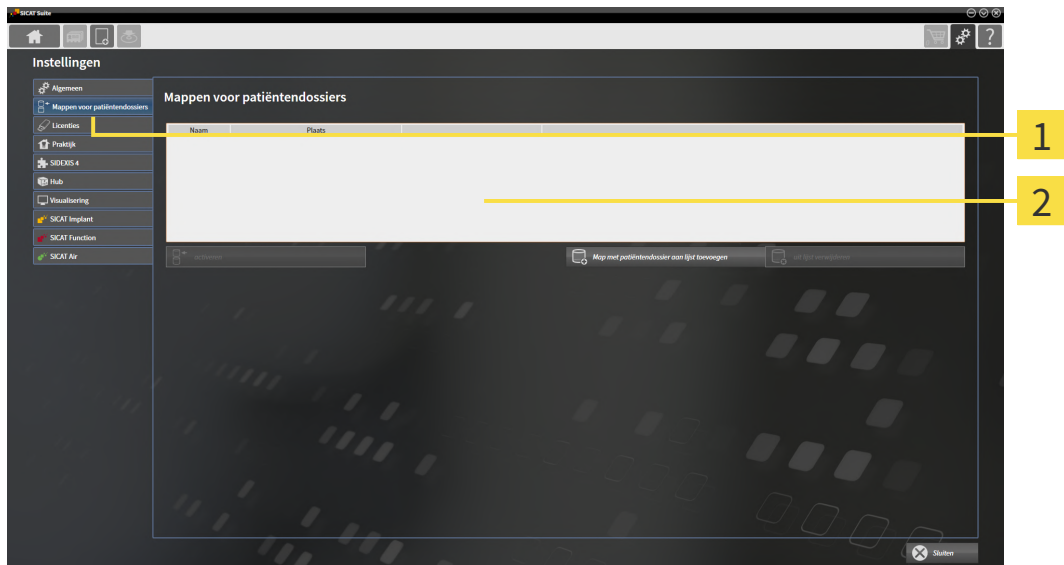 SICAT Suite
Instellingen
Algemeen
Mappen voor patiëntendossiers
Licenties
Praktijk
SIDEXIS 4
Hub
Visualisering
SICAT Implant
SICAT Function
SICAT Air
Mappen voor patiëntendossiers
Naam Plaats
activeren
Map met patiëntendossier aan lijst toevoegen
uit lijst verwijderen
Sluiten
1
2